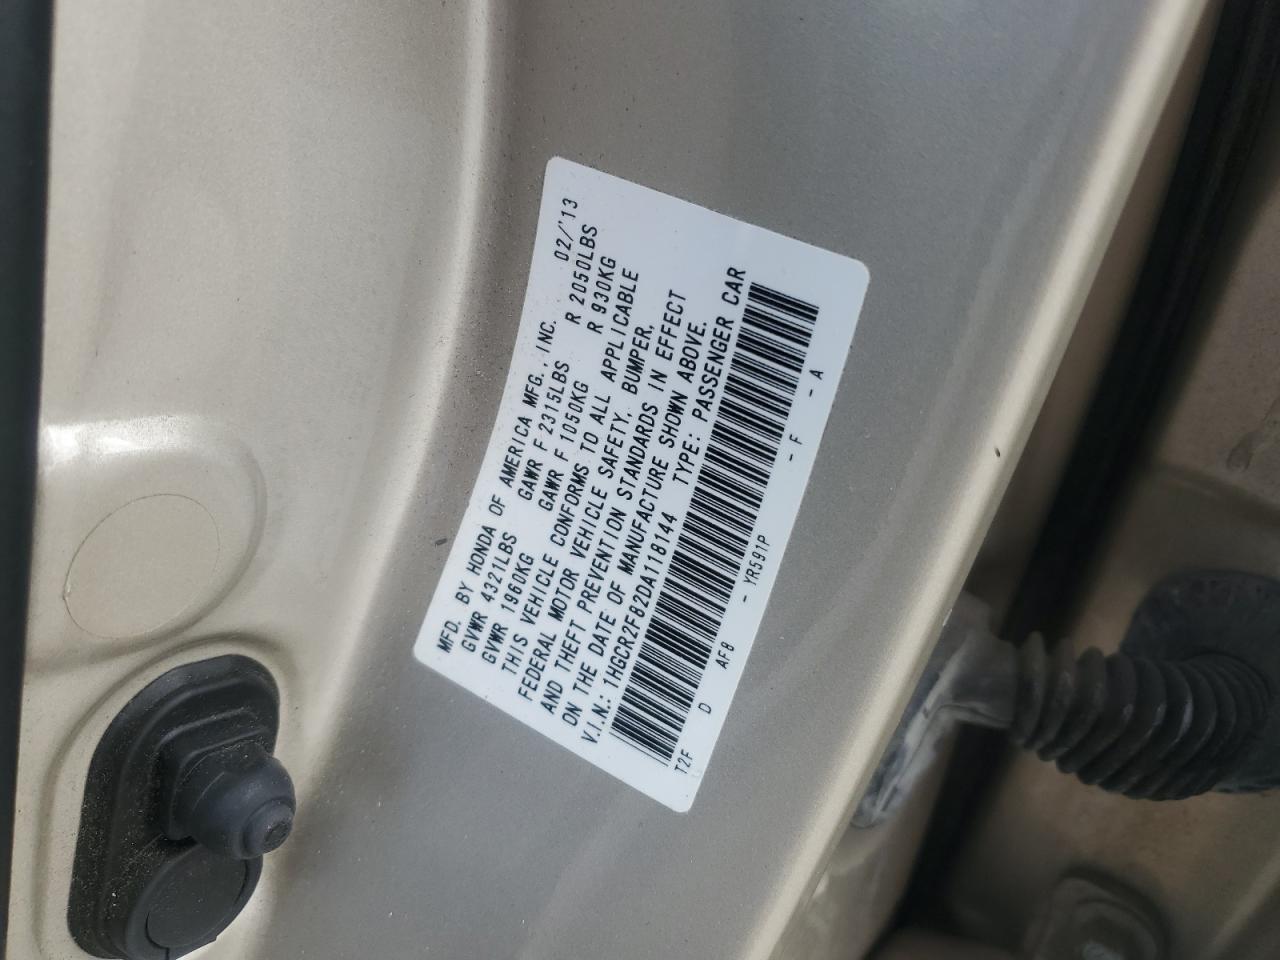 MFD. BY HONDA OF AMERICA MFG., INC. 02/'13
GVWR 4321LBS GAWR F 2315LBS R 2050LBS
GVWR 1960KG GAWR F 1050KG R 930KG
THIS VEHICLE CONFORMS TO ALL APPLICABLE
FEDERAL MOTOR VEHICLE SAFETY, BUMPER,
AND THEFT PREVENTION STANDARDS IN EFFECT
ON THE DATE OF MANUFACTURE SHOWN ABOVE.
V.I.N.: 1HGCR2F82DA118144 TYPE: PASSENGER CAR
T2F D AF8 - YR591P - F - A